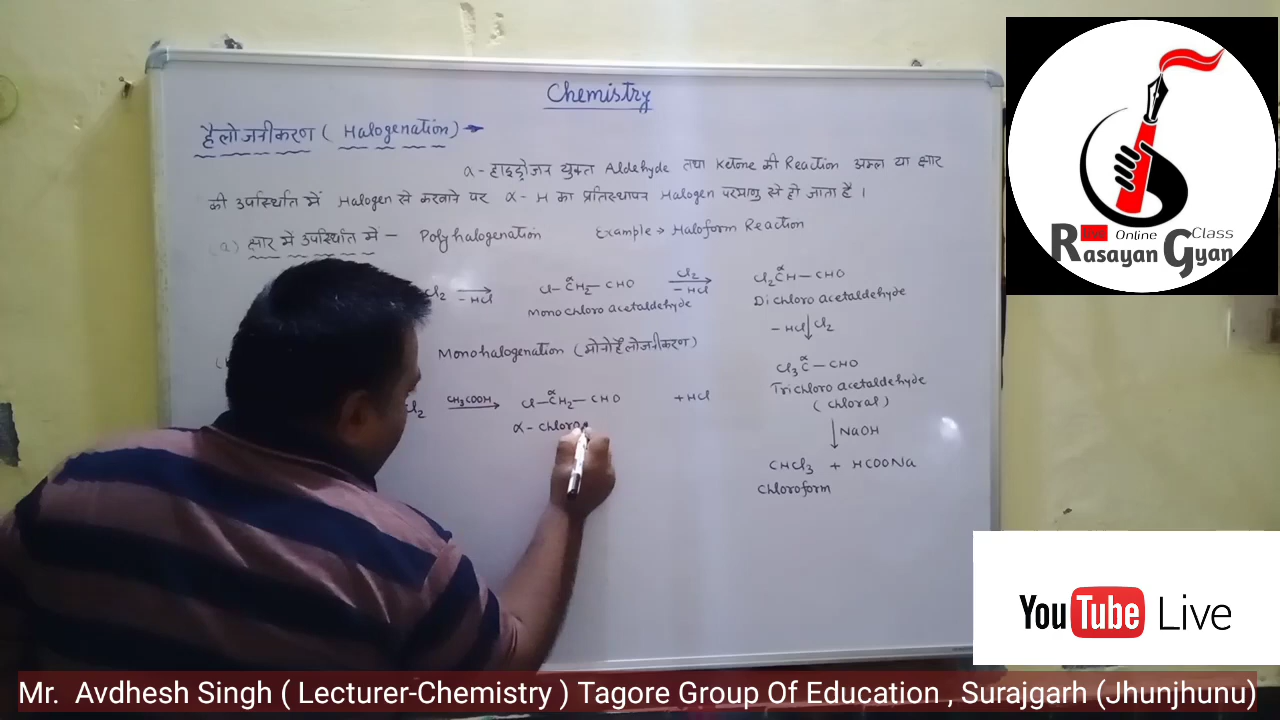 Chemistry
हैलोजनीकरण ( Halogenation) →
α - हाइड्रोजन युक्त Aldehyde तथा Ketone की Reaction अम्ल या क्षार
की उपस्थिति में Halogen से करवाने पर α - H का प्रतिस्थापन Halogen परमाणु से हो जाता है ।
(a) क्षार में उपस्थित में - Polyhalogenation Example → Haloform Reaction
Cl2 → - HCl Cl - CH2 - CHO α Cl2 → - HCl Cl2CH - CHO α
Mono chloro acetaldehyde Dichloro acetaldehyde
- HCl ↓ Cl2
Monohalogenation (मोनोहैलोजनीकरण)
Cl3C - CHO α
Trichloro acetaldehyde
( chloral )
Cl2 CH3COOH → Cl - CH2 - CHO α + HCl
α - chloro
↓ NaOH
CHCl3 + HCOONa
Chloroform
Rasayan Gyan
live Online Class
YouTube Live
Mr. Avdhesh Singh ( Lecturer-Chemistry ) Tagore Group Of Education , Surajgarh (Jhunjhunu)